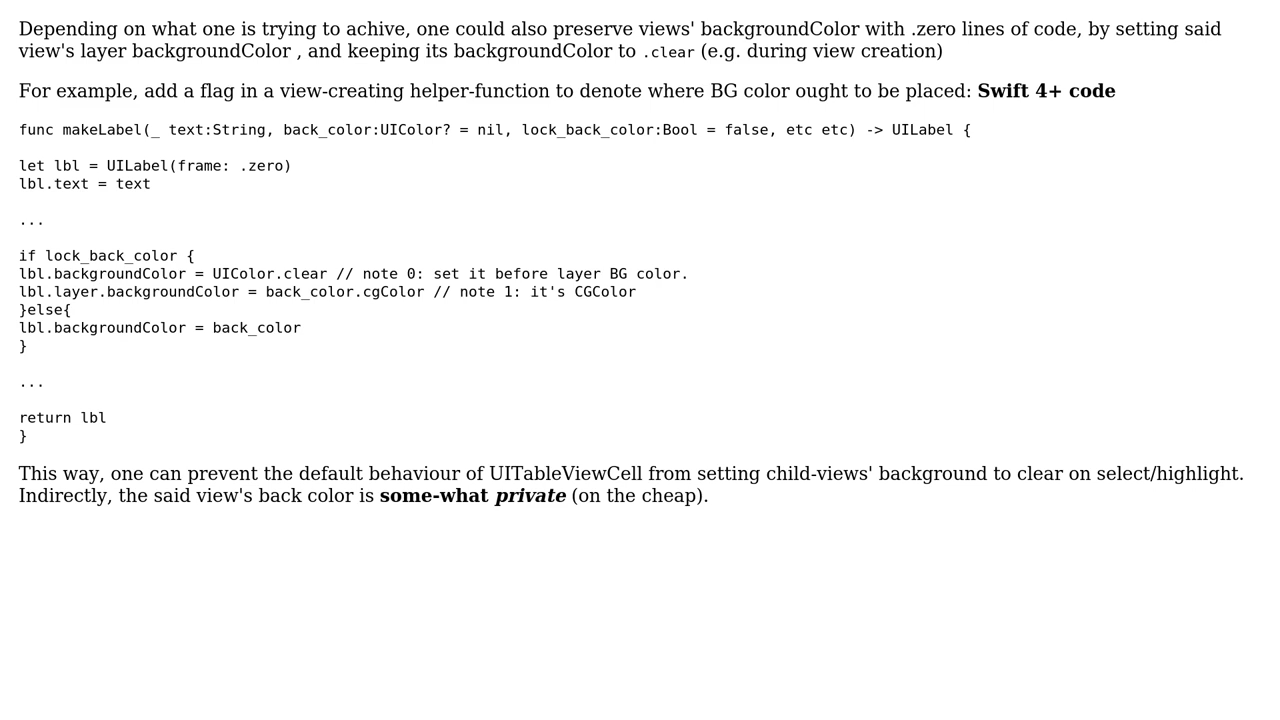 Depending on what one is trying to achive, one could also preserve views' backgroundColor with .zero lines of code, by setting said
view's layer backgroundColor , and keeping its backgroundColor to .clear (e.g. during view creation)
For example, add a flag in a view-creating helper-function to denote where BG color ought to be placed: Swift 4+ code
func makeLabel(_ text:String, back_color:UIColor? = nil, lock_back_color:Bool = false, etc etc) -> UILabel {
let lbl = UILabel(frame: .zero)
lbl.text = text
...
if lock_back_color {
lbl.backgroundColor = UIColor.clear // note 0: set it before layer BG color.
lbl.layer.backgroundColor = back_color.cgColor // note 1: it's CGColor
}else{
lbl.backgroundColor = back_color
}
...
return lbl
}
This way, one can prevent the default behaviour of UITableViewCell from setting child-views' background to clear on select/highlight.
Indirectly, the said view's back color is some-what private (on the cheap).